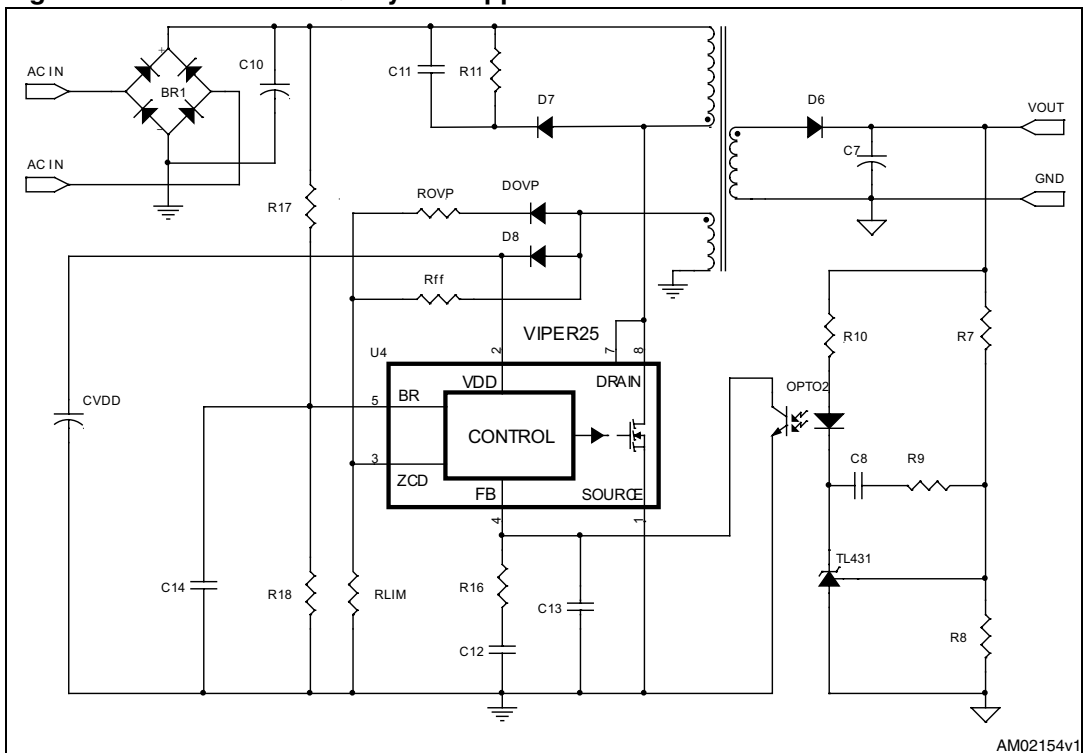 AC IN
AC IN
BR1
+
-
C10
R17
C11
R11
D7
D6
VOUT
C7
GND
ROVP
DOVP
D8
Rff
VIPER25
U4
2
7
8
VDD
DRAIN
5
BR
CONTROL
3
ZCD
FB
SOURCE
4
1
CVDD
C14
R18
RLIM
R16
C12
C13
OPTO2
R10
R7
C8
R9
TL431
R8
AM02154v1